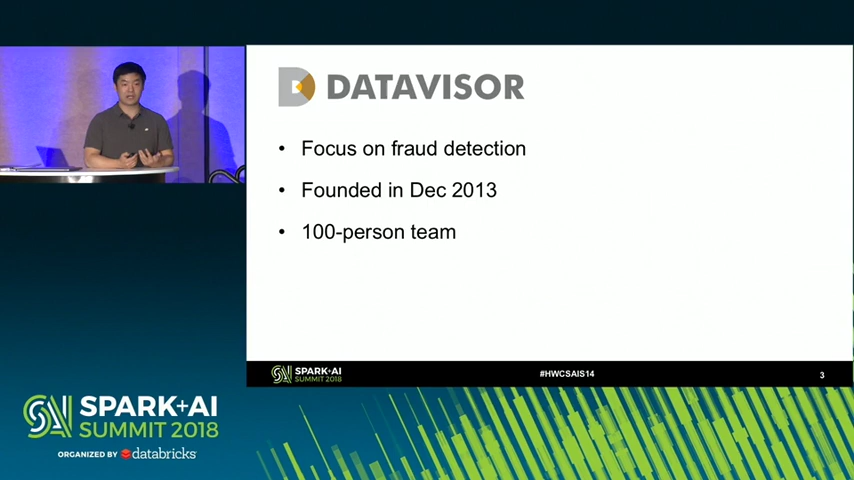 DATAVISOR
• Focus on fraud detection
• Founded in Dec 2013
• 100-person team
SPARK+AI
SUMMIT 2018
#HWCSAIS14
3
SPARK+AI
SUMMIT 2018
ORGANIZED BY databricks